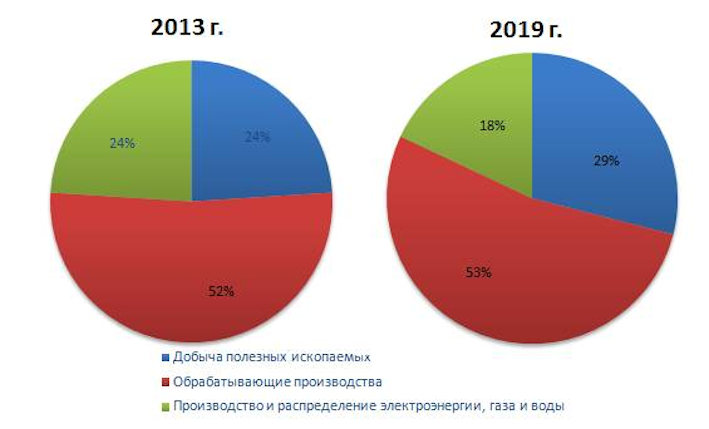 2013 г.
2019 г.
24%
24%
52%
18%
29%
53%
Добыча полезных ископаемых
Обрабатывающие производства
Производство и распределение электроэнергии, газа и воды